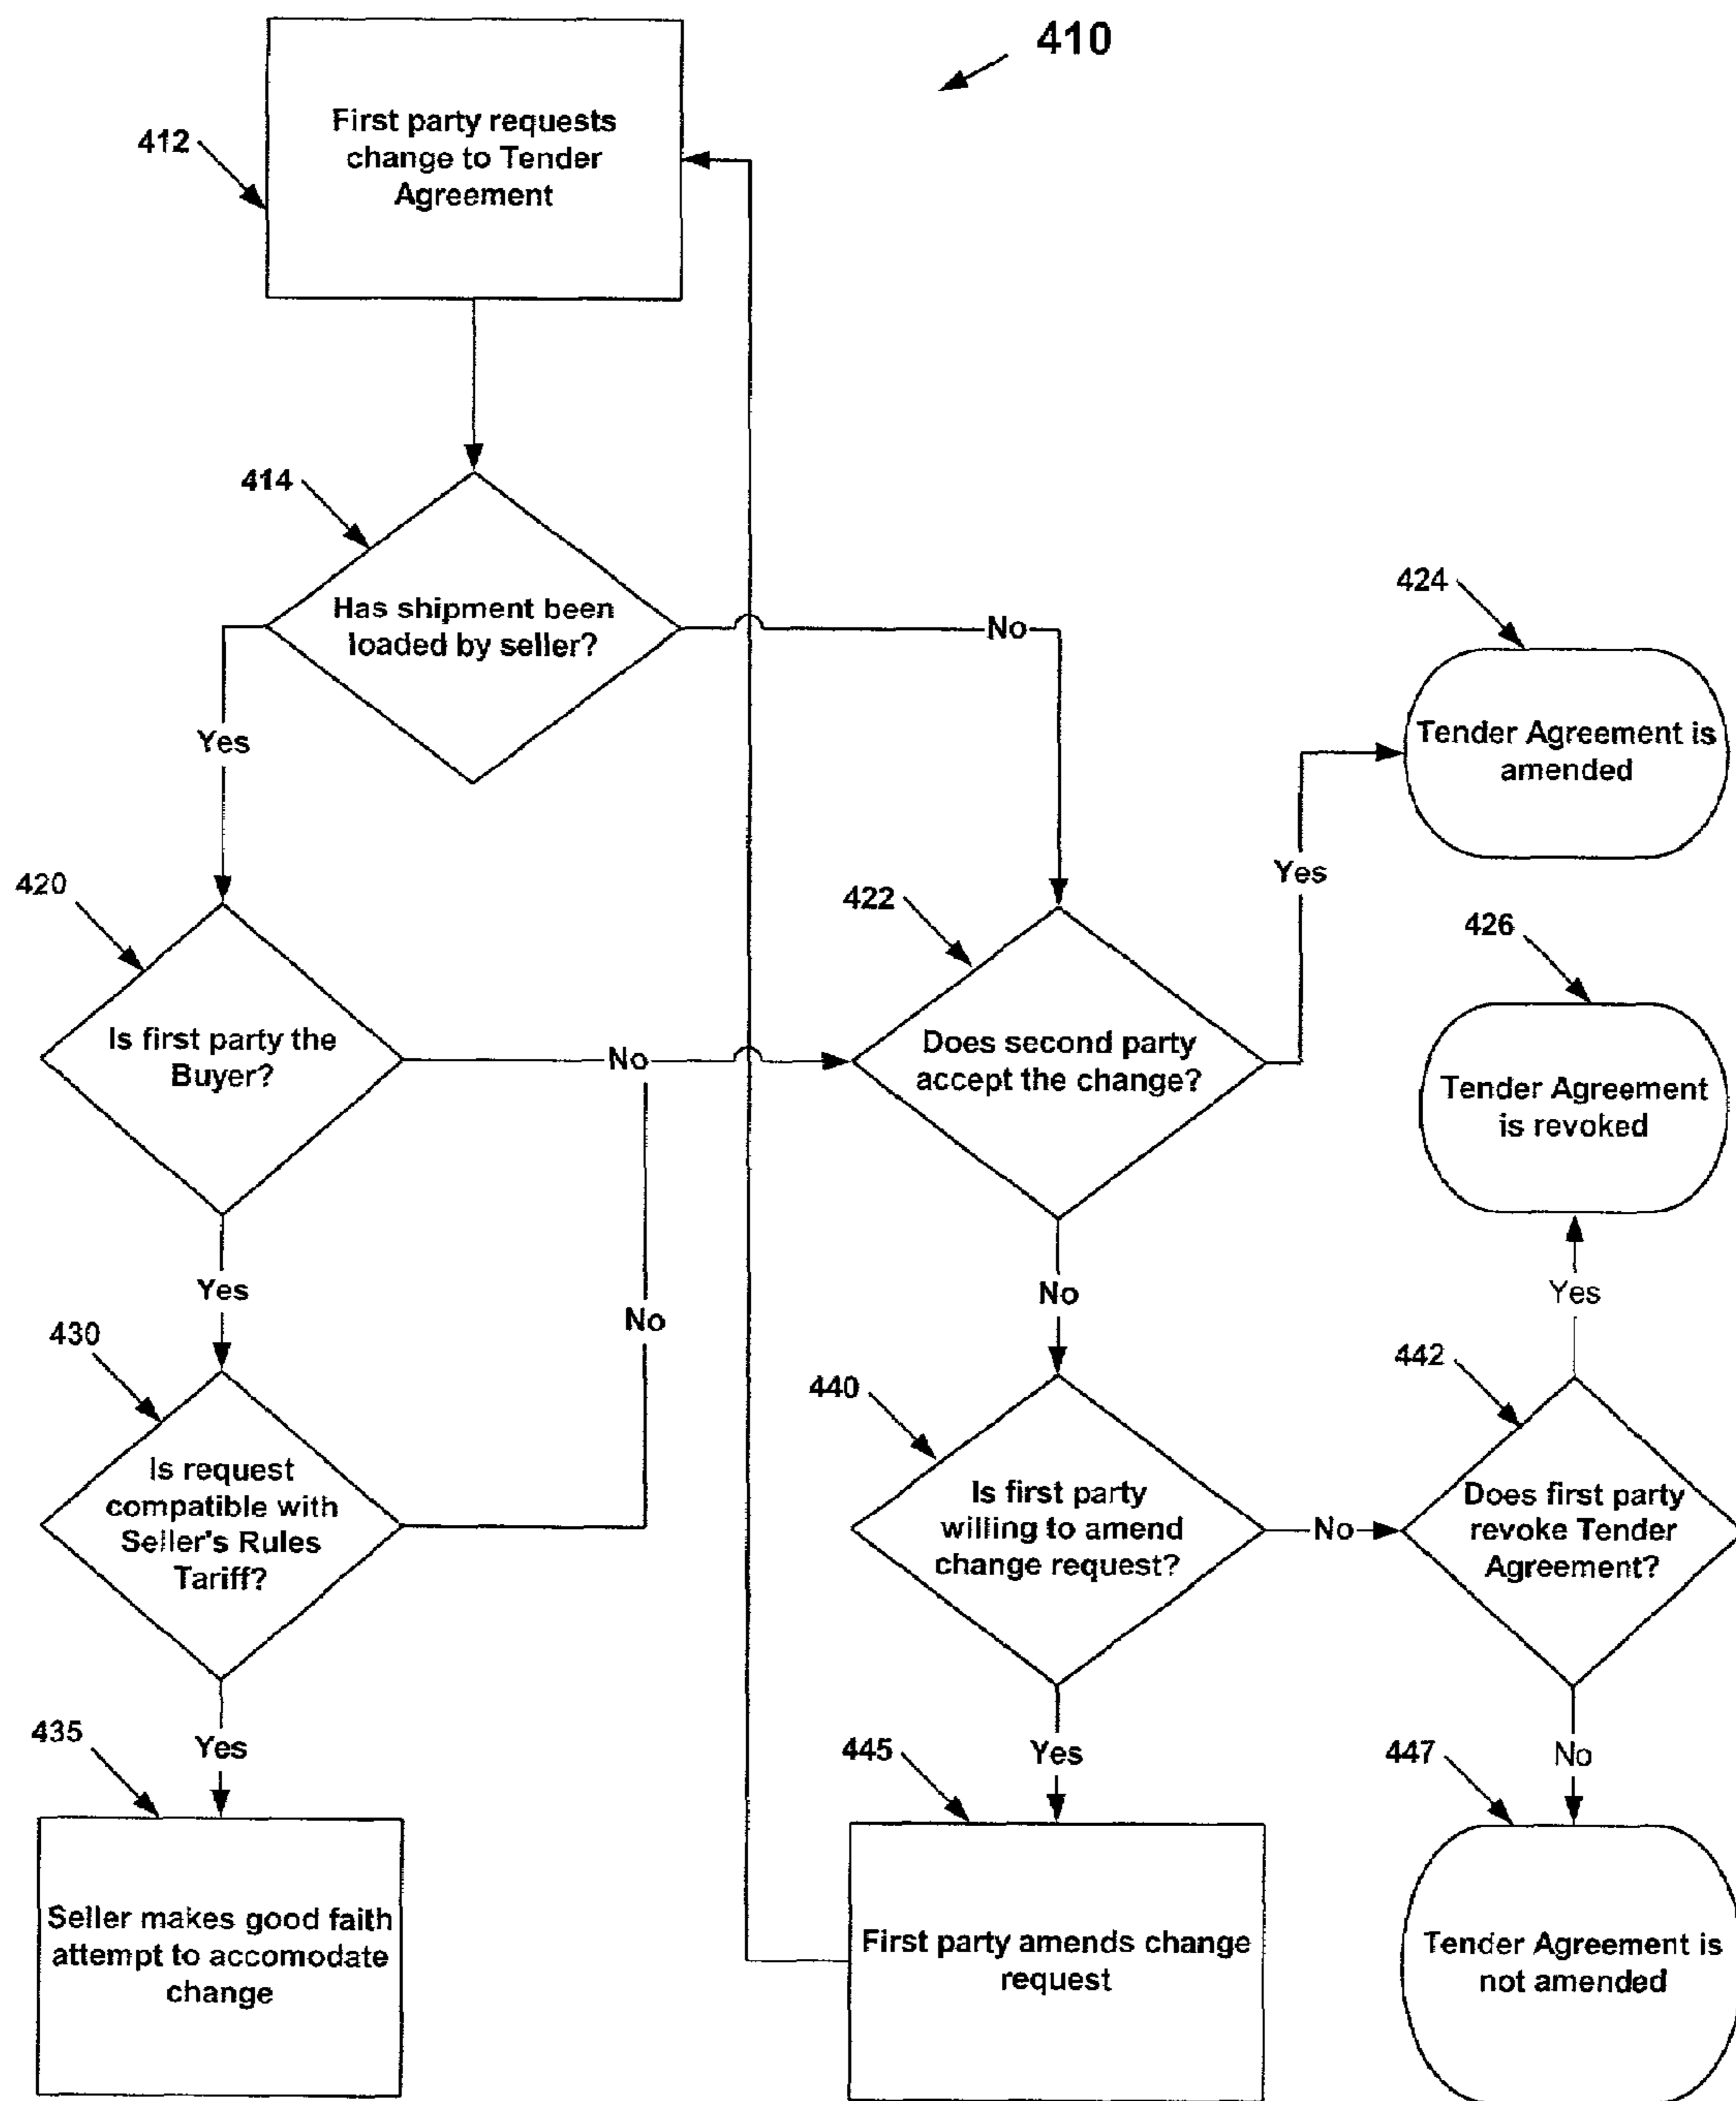 410
412
First party requests
change to Tender
Agreement
414
Has shipment been
loaded by seller?
No
Yes
424
Tender Agreement is
amended
Yes
420
Is first party the
Buyer?
No
422
Does second party
accept the change?
426
Tender Agreement
is revoked
Yes
No
No
Yes
430
Is request
compatible with
Seller's Rules
Tariff?
440
Is first party
willing to amend
change request?
No
442
Does first party
revoke Tender
Agreement?
Yes
Yes
No
435
Seller makes good faith
attempt to accomodate
change
445
First party amends change
request
447
Tender Agreement is
not amended